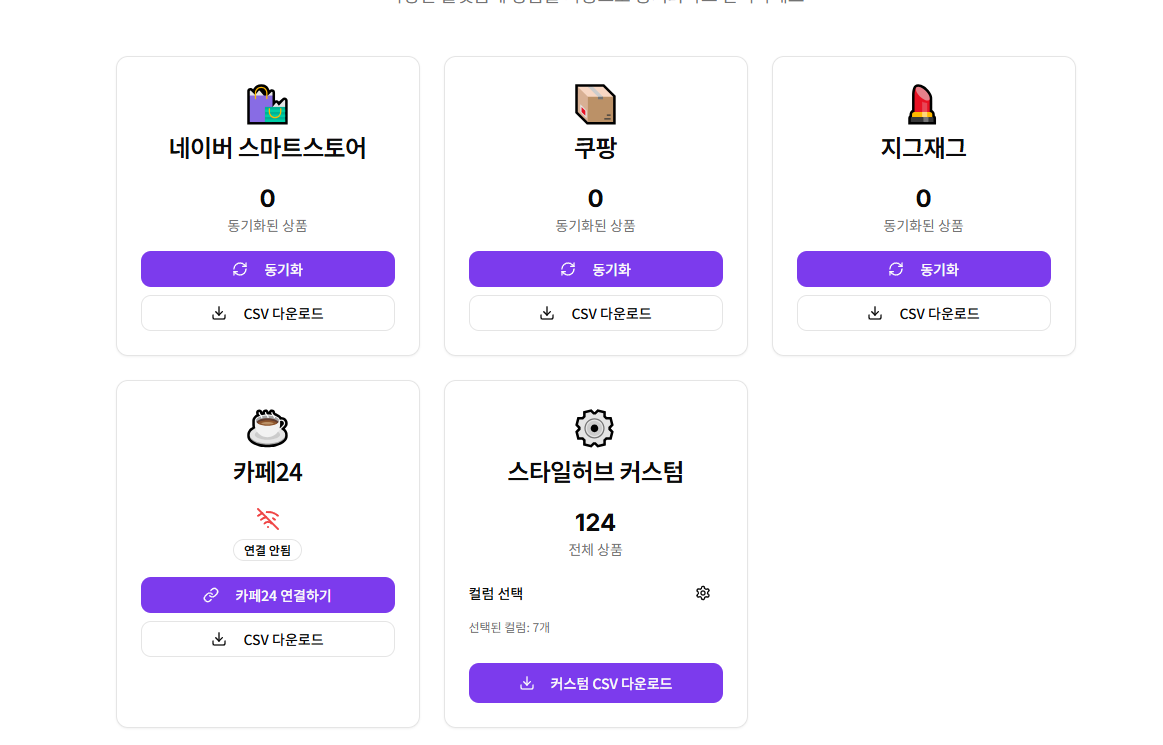 네이버 스마트스토어
0
동기화된 상품
동기화
CSV 다운로드
쿠팡
0
동기화된 상품
동기화
CSV 다운로드
지그재그
0
동기화된 상품
동기화
CSV 다운로드
카페24
연결 안됨
카페24 연결하기
CSV 다운로드
스타일허브 커스텀
124
전체 상품
컬럼 선택
선택된 컬럼: 7개
커스텀 CSV 다운로드